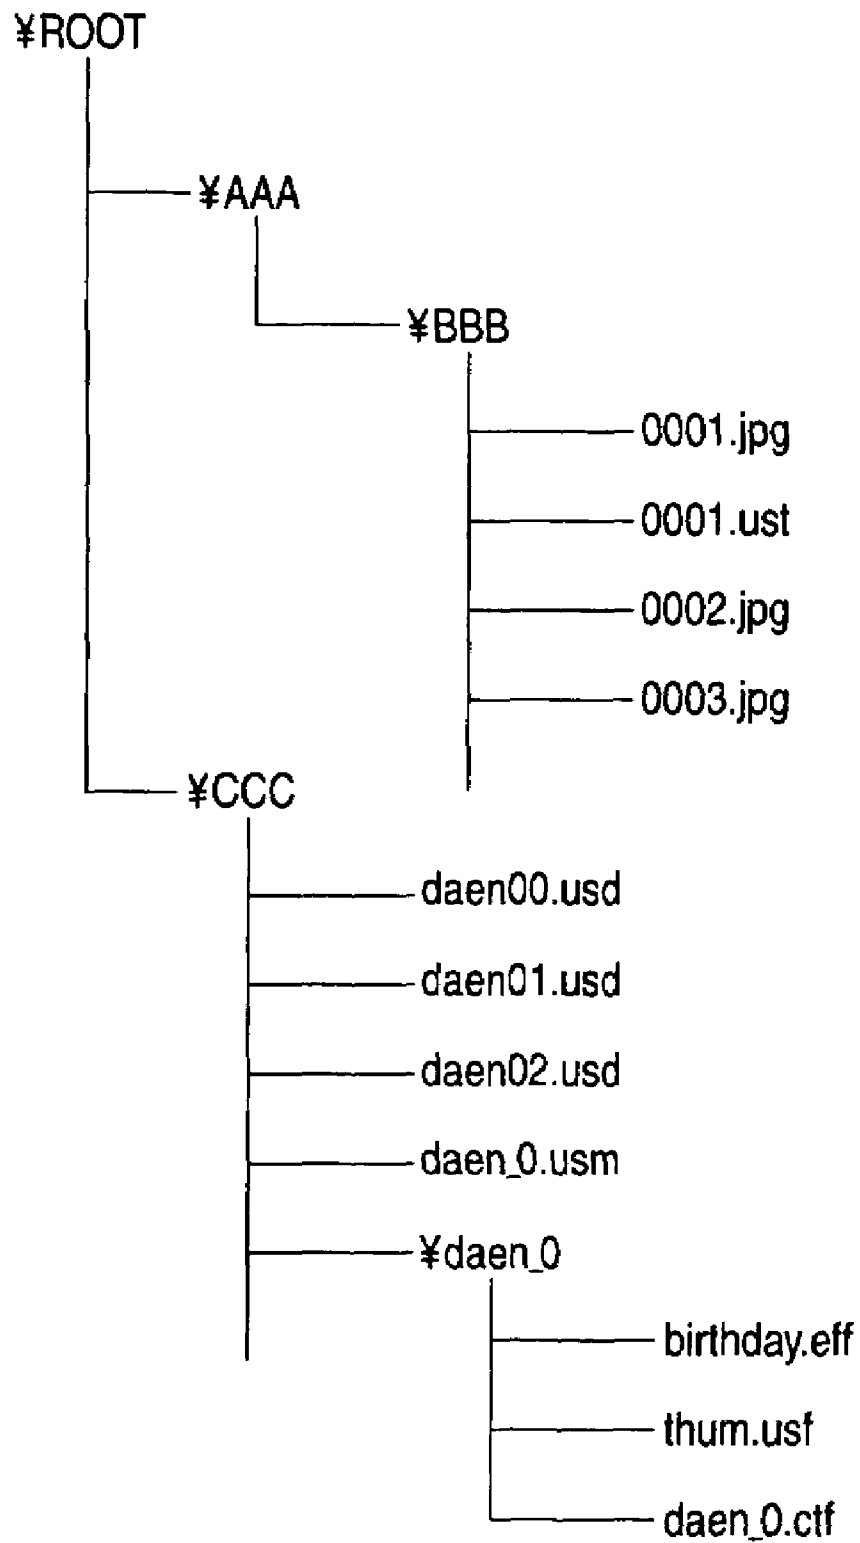 ¥ROOT
¥AAA
¥BBB
0001.jpg
0001.ust
0002.jpg
0003.jpg
¥CCC
daen00.usd
daen01.usd
daen02.usd
daen_0.usm
¥daen_0
birthday.eff
thum.usf
daen_0.ctf